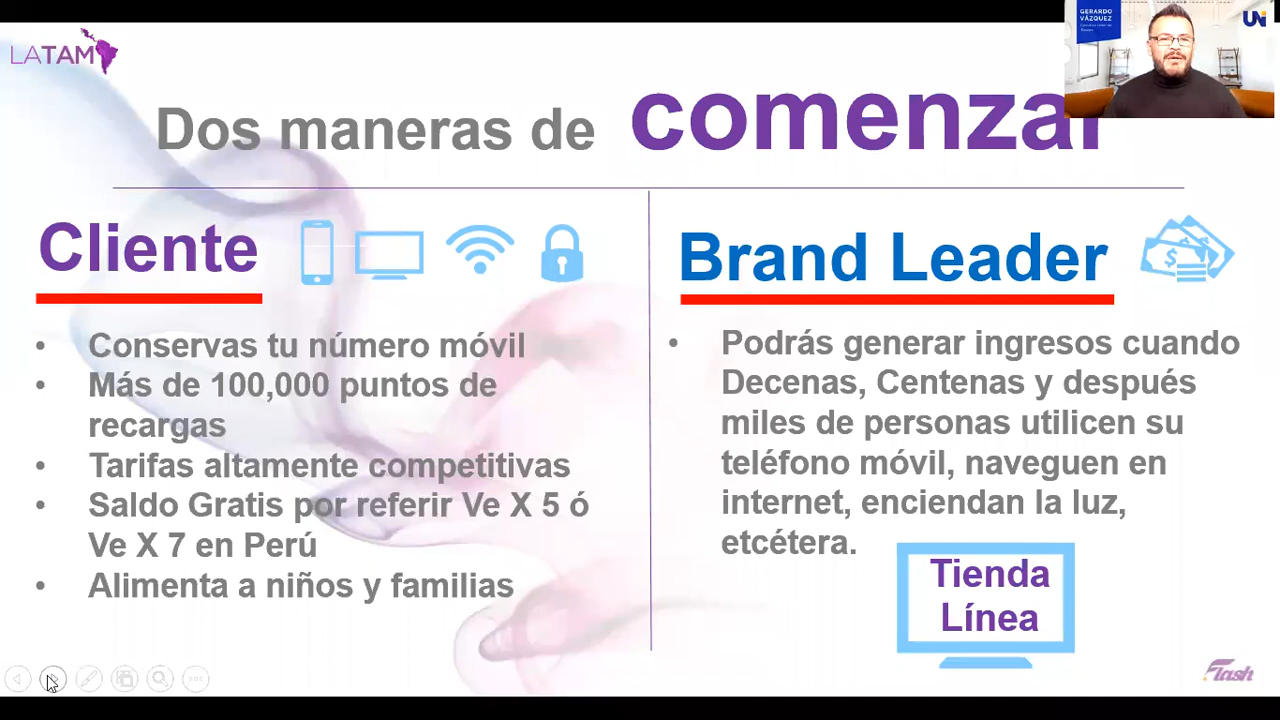 LATAM
GERARDO
VÁZQUEZ
UNi
Dos maneras de comenzar
Cliente
• Conservas tu número móvil
• Más de 100,000 puntos de
recargas
• Tarifas altamente competitivas
• Saldo Gratis por referir Ve X 5 ó
Ve X 7 en Perú
• Alimenta a niños y familias
Brand Leader
• Podrás generar ingresos cuando
Decenas, Centenas y después
miles de personas utilicen su
teléfono móvil, naveguen en
internet, enciendan la luz,
etcétera.
Tienda
Línea
Flash